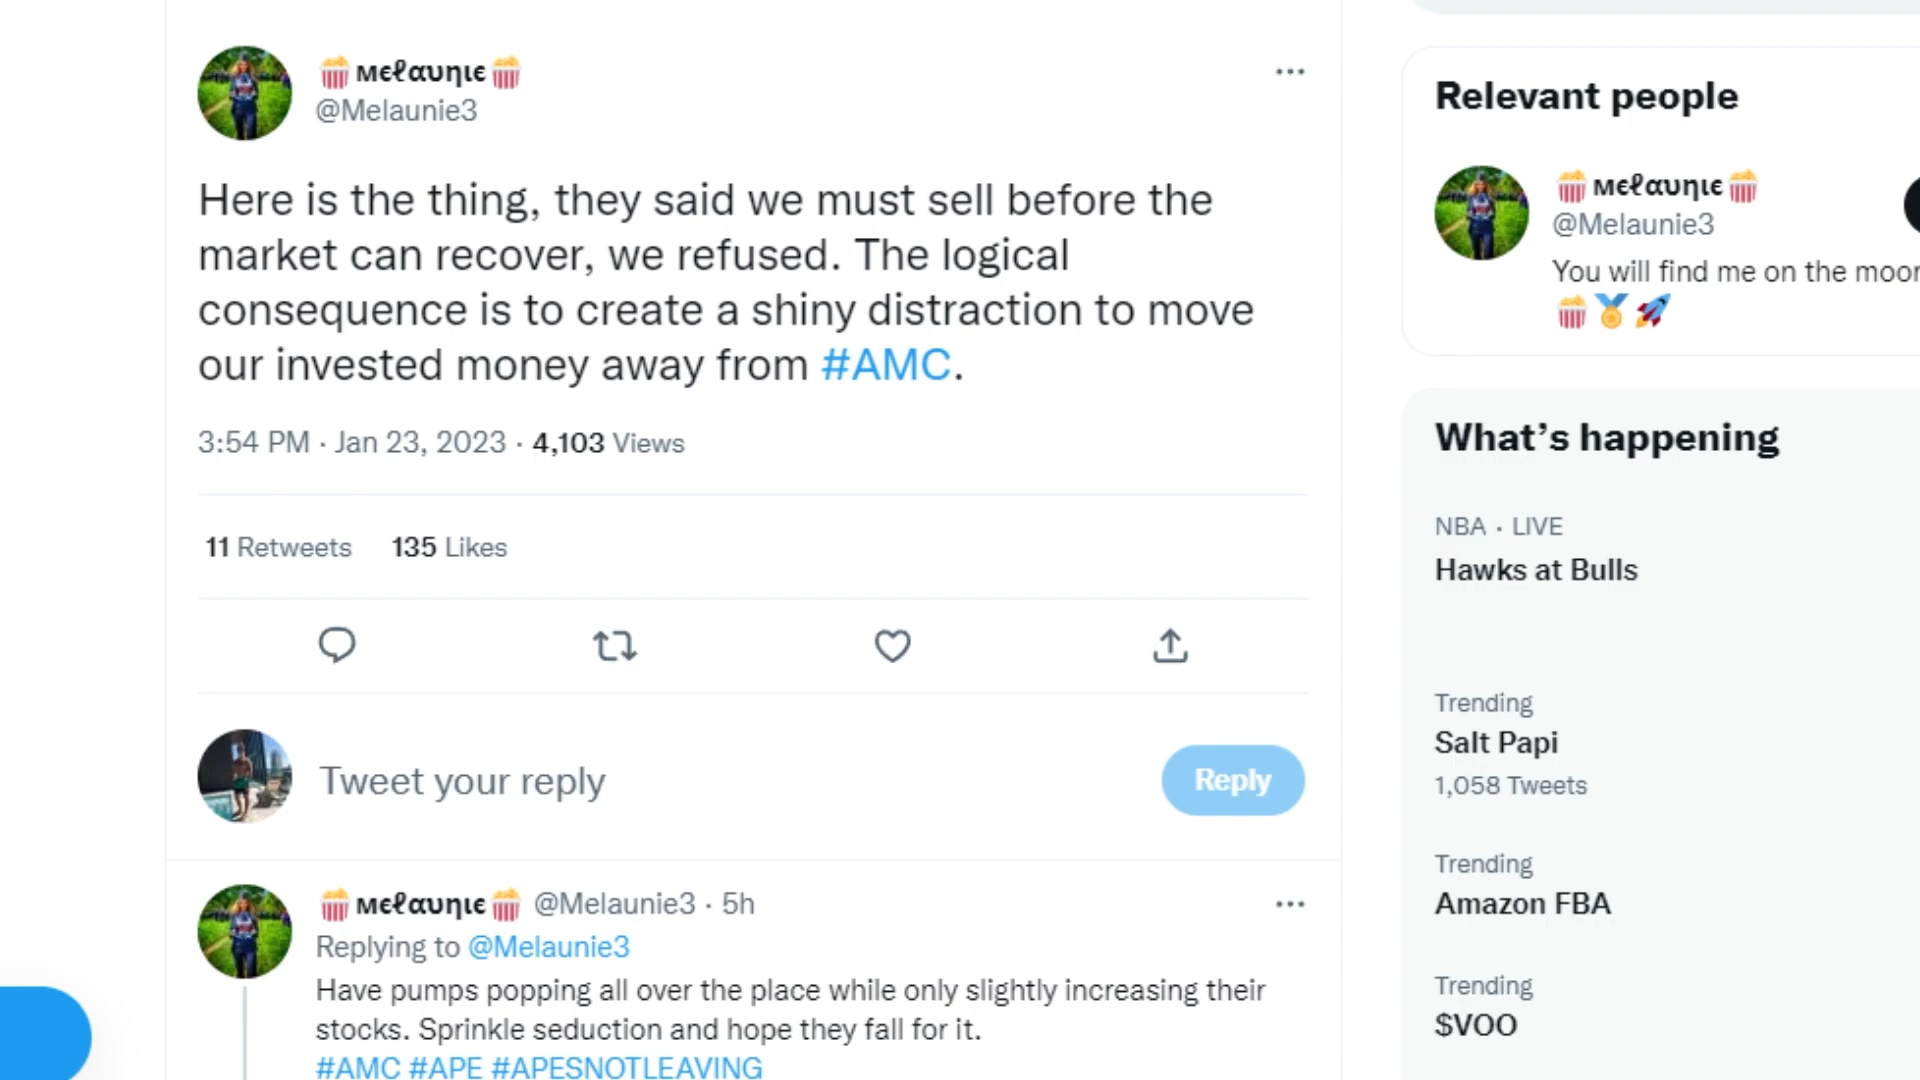 🍿мєℓαυηιє🍿
@Melaunie3
Here is the thing, they said we must sell before the
market can recover, we refused. The logical
consequence is to create a shiny distraction to move
our invested money away from #AMC.
3:54 PM · Jan 23, 2023 · 4,103 Views
11 Retweets 135 Likes
Tweet your reply
Reply
🍿мєℓαυηιє🍿 @Melaunie3 · 5h
Replying to @Melaunie3
Have pumps popping all over the place while only slightly increasing their
stocks. Sprinkle seduction and hope they fall for it.
#AMC #APE #APESNOTLEAVING
Relevant people
🍿мєℓαυηιє🍿
@Melaunie3
You will find me on the
🍿🏅🚀
What's happening
NBA · LIVE
Hawks at Bulls
Trending
Salt Papi
1,058 Tweets
Trending
Amazon FBA
Trending
$VOO